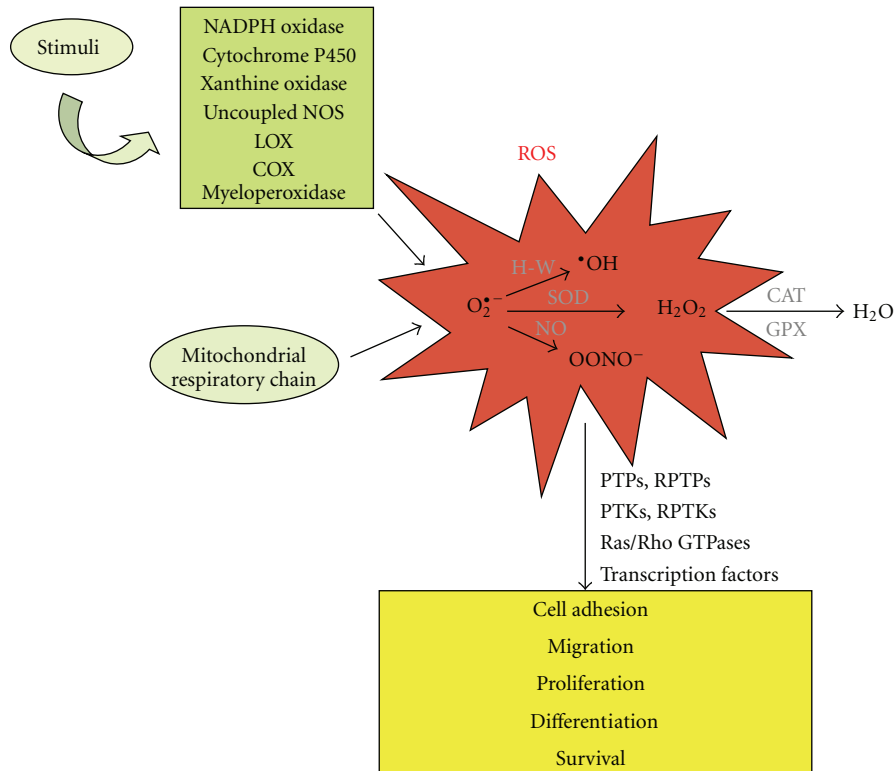 Stimuli
NADPH oxidase
Cytochrome P450
Xanthine oxidase
Uncoupled NOS
LOX
COX
Myeloperoxidase
ROS
H-W
•OH
O₂•−
SOD
H₂O₂
CAT
H₂O
GPX
NO
OONO⁻
Mitochondrial
respiratory chain
PTPs, RPTPs
PTKs, RPTKs
Ras/Rho GTPases
Transcription factors
Cell adhesion
Migration
Proliferation
Differentiation
Survival